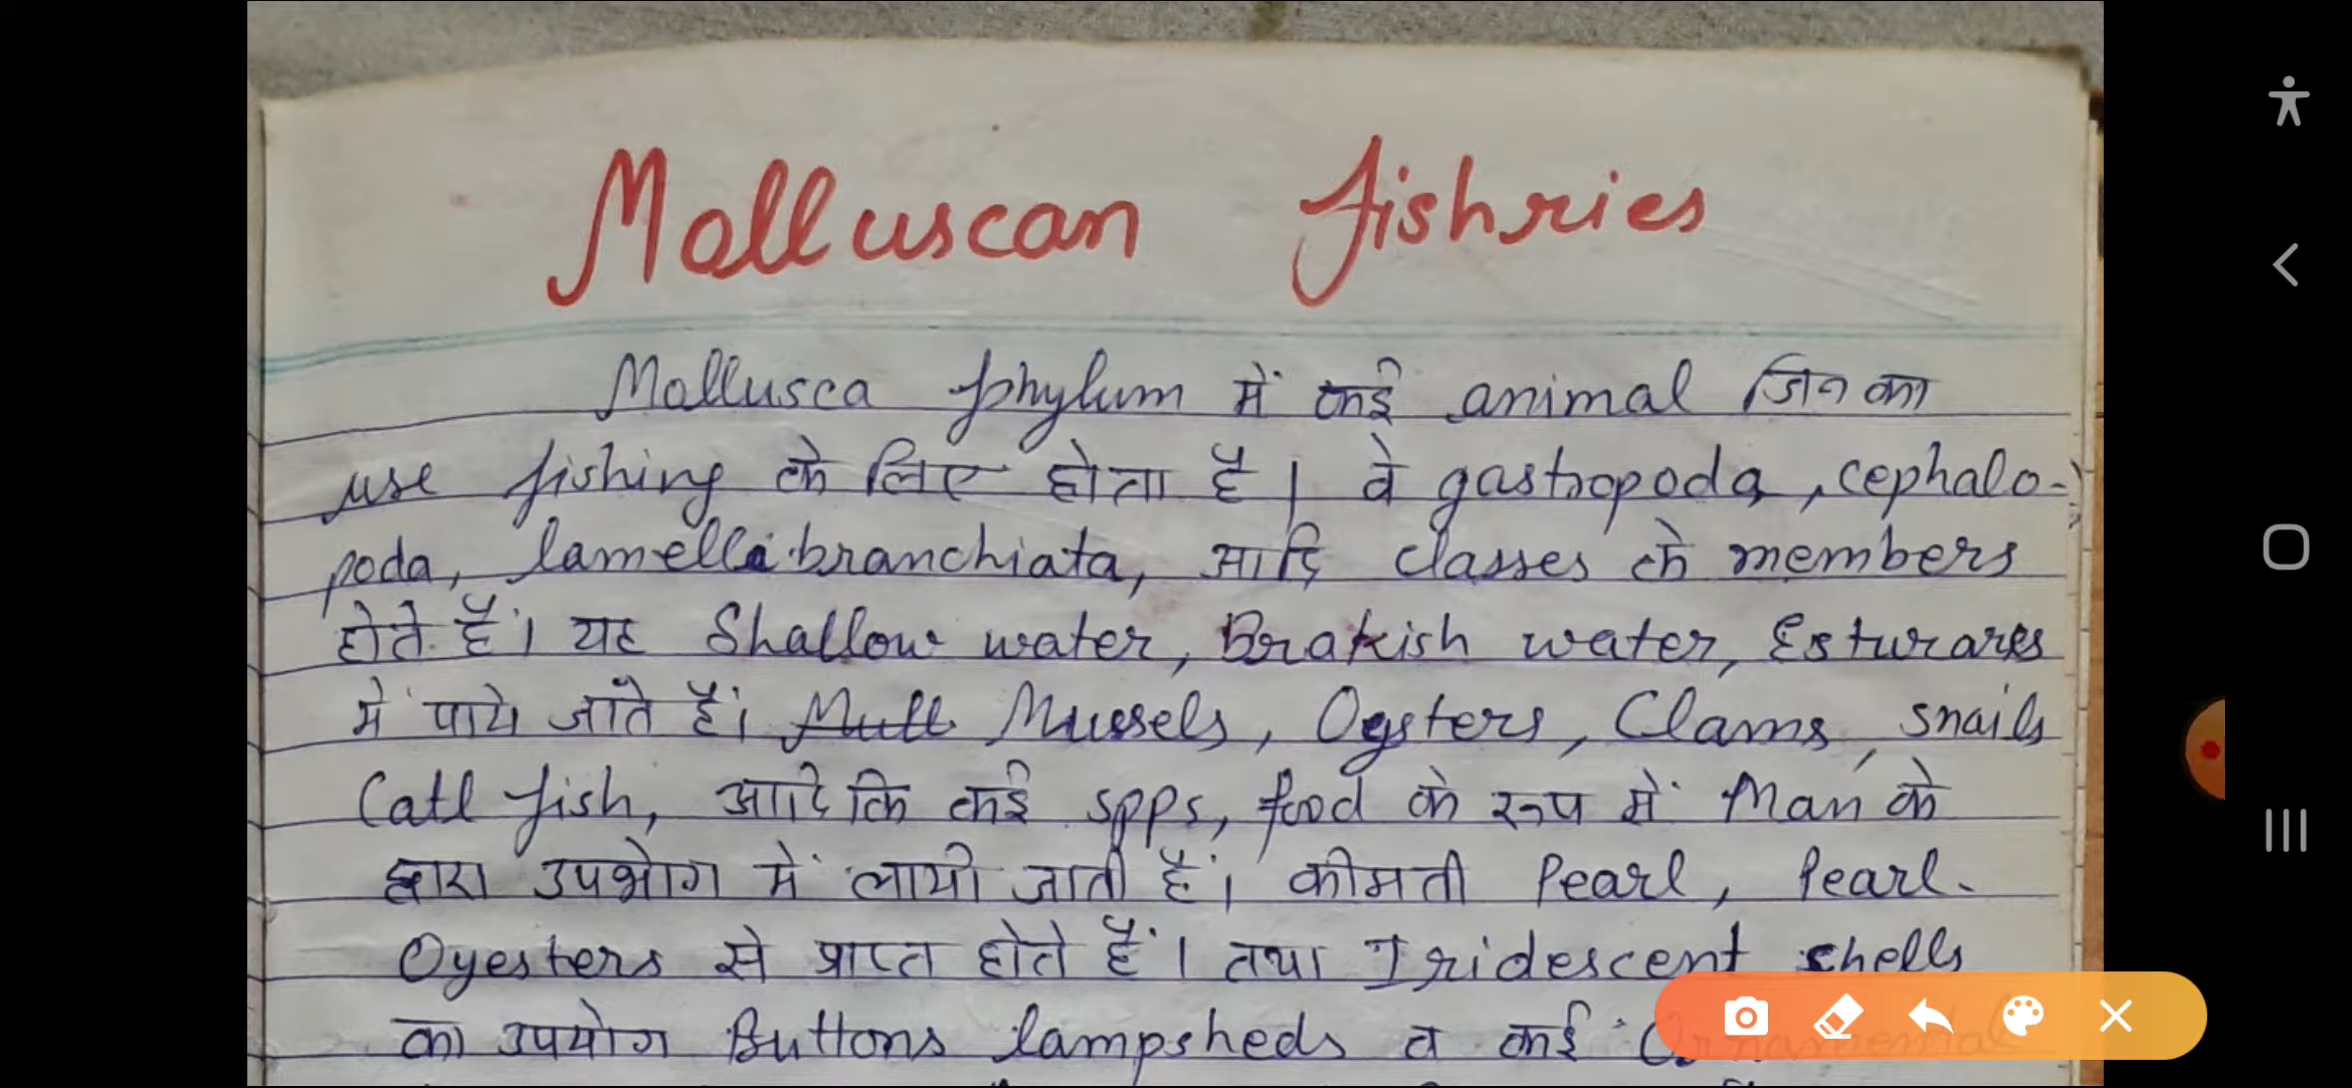 Molluscan fishries
Mollusca phylum में कई animal जिन का
use fishing के लिए होता है। वे gastropoda, cephalo-
poda, lamellibranchiata, आदि classes के members
होते हैं। यह Shallow water, Brakish water, Esturares
में पाये जाते हैं। Mull Mussels, Oysters, Clams, snails
Catl fish, आदि कि कई spps, food के रूप में Man के
द्वारा उपभोग में लायी जाती हैं। कीमती Pearl, Pearl-
Oyesters से प्राप्त होते हैं। तथा Iridescent shells
का उपयोग Buttons lampsheds व कई Ornamental